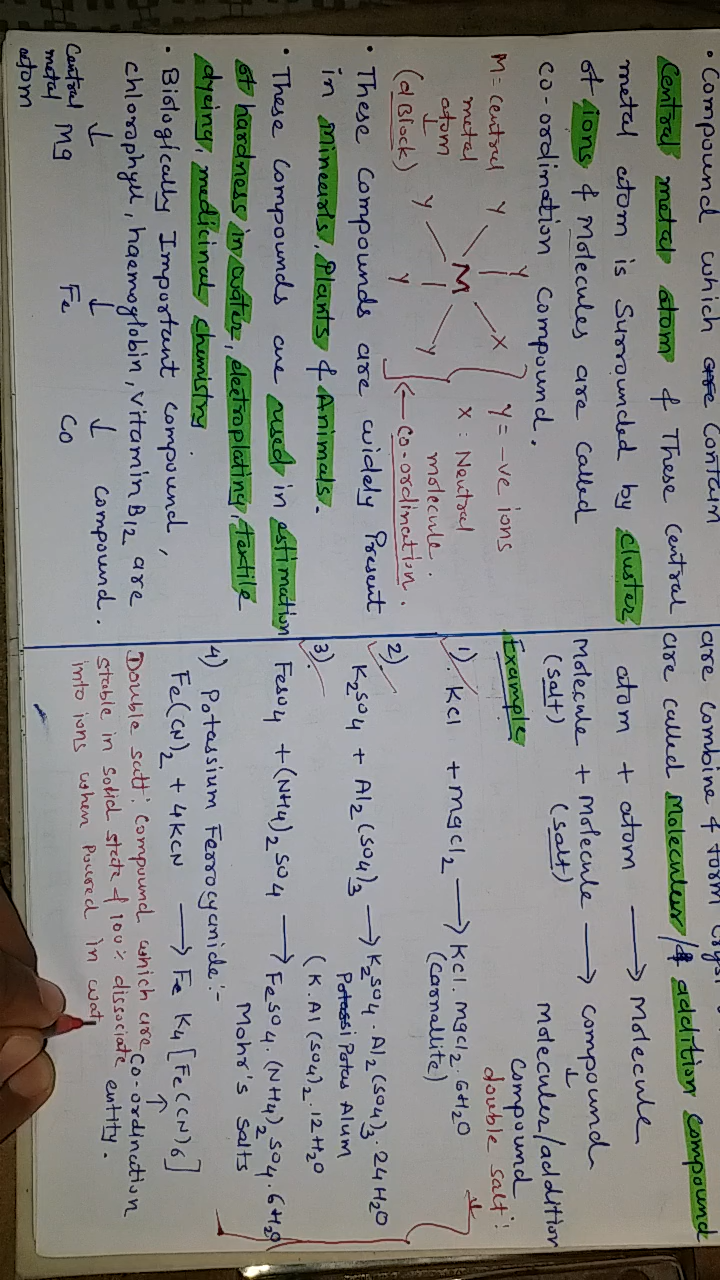 • Compound which are contain
Central metal atom & These central
metal atom is surrounded by cluster
of ions & Molecules are called
co-ordination compound.
M = central
metal
atom
↓
(d Block)
Y
Y
Y
Y
Y
M
X
Y = -ve ions
X : Neutral
molecule.
← co-ordination.
• These compounds are widely Present
in minerals, Plants & Animals.
• These compounds are used in estimation
of hardness in water, electroplating, textile
dyeing, medicinal chemistry
• Biologically Important compound,
chlorophyll, haemoglobin, Vitamin B12 are
↓ ↓ ↓ compound.
Central Mg Fe Co
metal
atom
are combine & form
are called Molecular/& addition compound
atom + atom ⟶ Molecule
Molecule + Molecule ⟶ compound
(salt) (salt) ↓
molecular/addition
compound
Example
double salt:
1). KCl + MgCl2 ⟶ KCl. MgCl2. 6H2O
(Carnallite)
2) K2SO4 + Al2(SO4)3 ⟶ K2SO4. Al2(SO4)3. 24H2O
Potassi Potas Alum
(K. Al(SO4)2. 12H2O
3). FeSO4 + (NH4)2SO4 ⟶ FeSO4. (NH4)2SO4. 6H2O
Mohr's Salts
4) Potassium Ferrocyanide:-
Fe(CN)2 + 4KCN ⟶ Fe K4[Fe(CN)6]
↑
co-ordination
entity.
Double salt: Compound which are
stable in solid state & 100% dissociate
into ions when Poured in wat